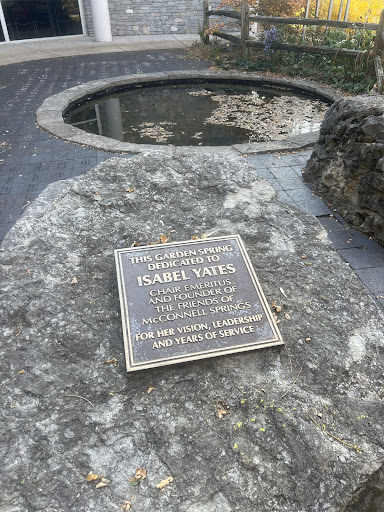 THIS GARDEN SPRING
DEDICATED TO
ISABEL YATES
CHAIR EMERITUS
AND FOUNDER OF
THE FRIENDS OF
MCCONNELL SPRINGS
FOR HER VISION, LEADERSHIP
AND YEARS OF SERVICE